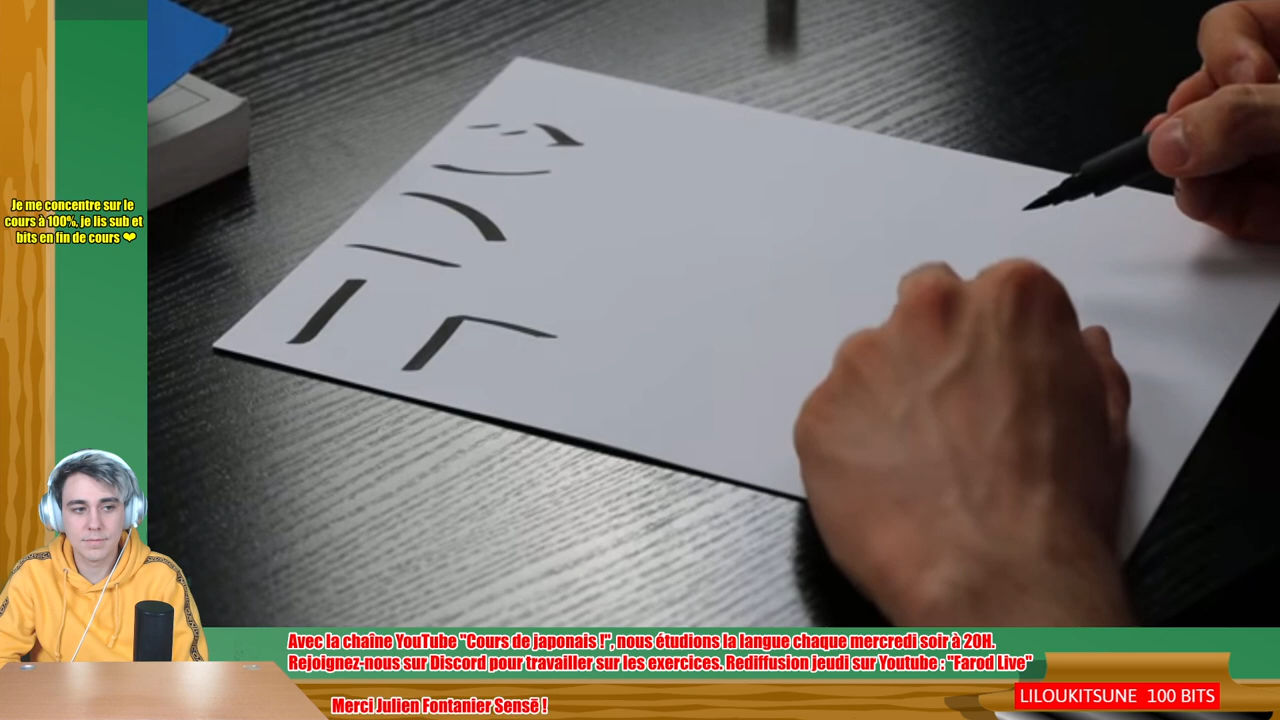 Je me concentre sur le
cours à 100%, je lis sub et
bits en fin de cours ❤
Avec la chaîne YouTube "Cours de japonais !", nous étudions la langue chaque mercredi soir à 20H.
Rejoignez-nous sur Discord pour travailler sur les exercices. Rediffusion jeudi sur Youtube : "Farod Live"
Merci Julien Fontanier Sensē !
LILOUKITSUNE 100 BITS